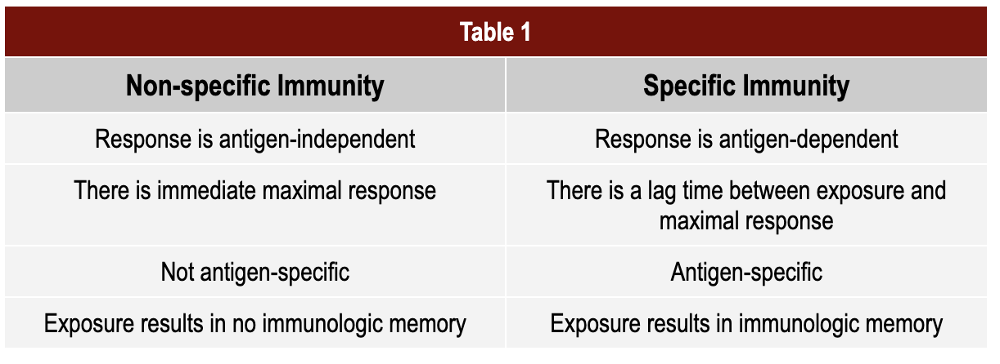 Table 1
Non-specific Immunity
Specific Immunity
Response is antigen-independent
Response is antigen-dependent
There is immediate maximal response
There is a lag time between exposure and
maximal response
Not antigen-specific
Antigen-specific
Exposure results in no immunologic memory
Exposure results in immunologic memory